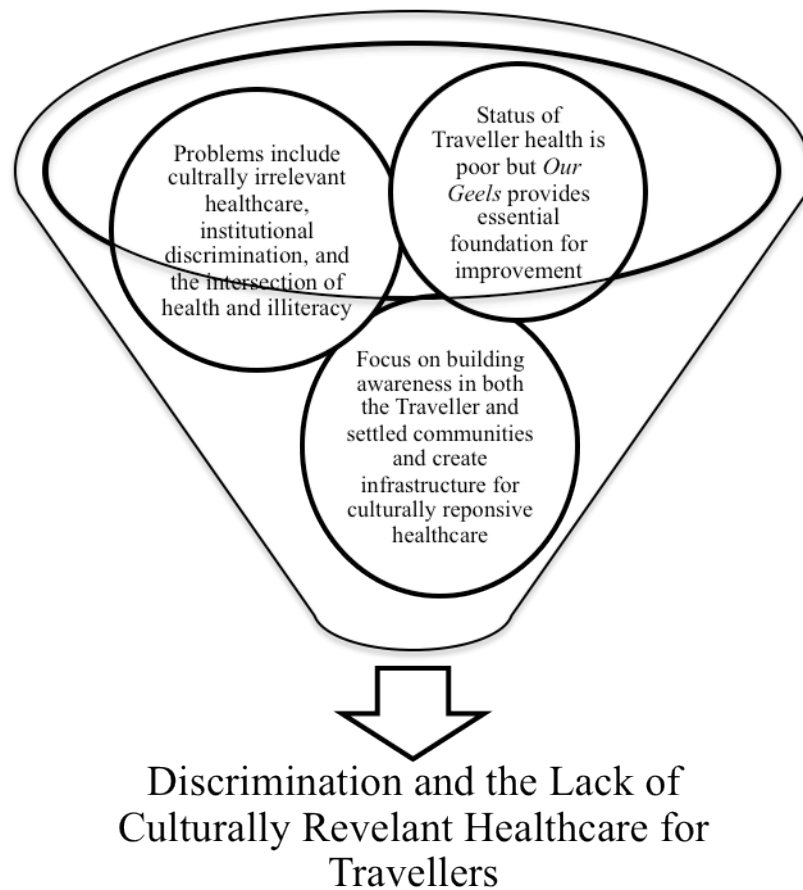 Problems include
cultrally irrelevant
healthcare,
institutional
discrimination, and
the intersection of
health and illiteracy
Status of
Traveller health is
poor but Our
Geels provides
essential
foundation for
improvement
Focus on building
awareness in both
the Traveller and
settled communities
and create
infrastructure for
culturally reponsive
healthcare
Discrimination and the Lack of
Culturally Revelant Healthcare for
Travellers